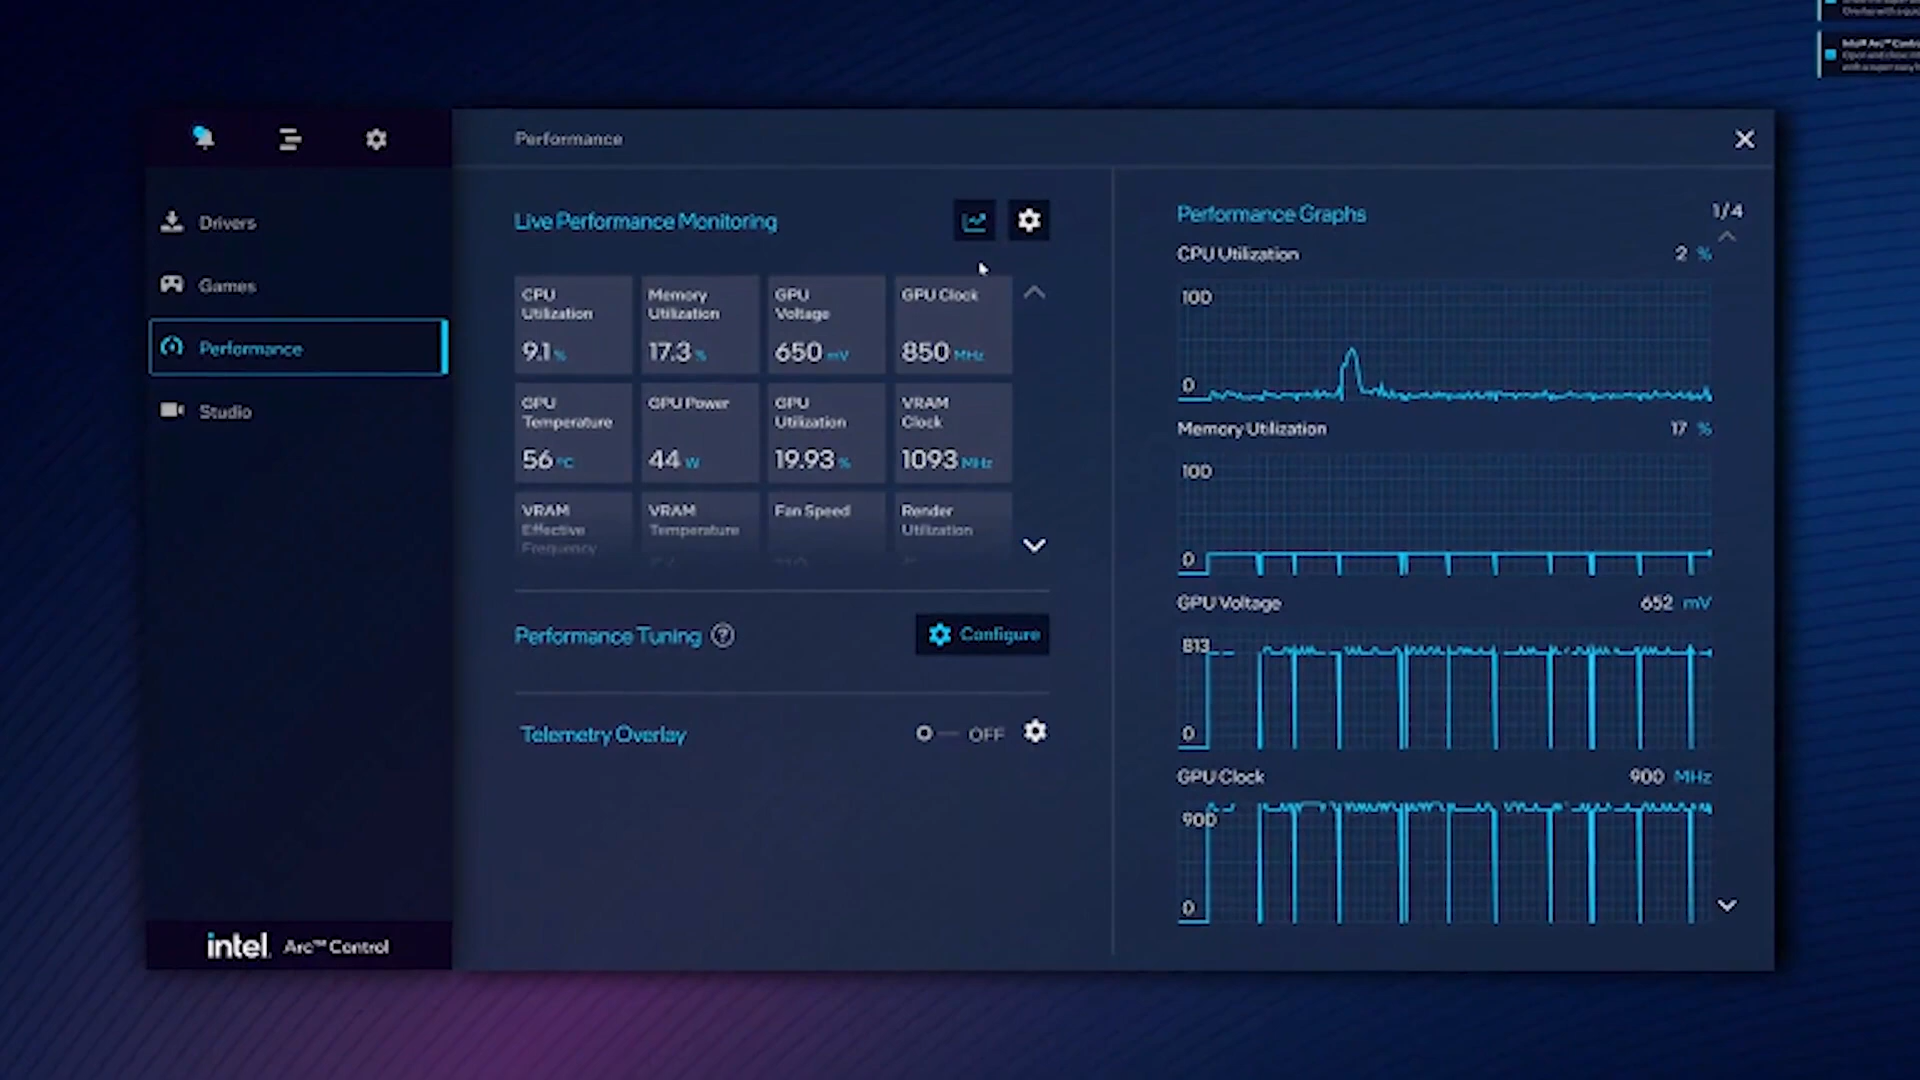 Performance
Drivers
Games
Performance
Studio
intel. Arc™ Control
Live Performance Monitoring
CPU
Utilization
9.1 %
Memory
Utilization
17.3 %
GPU
Voltage
650 mV
GPU Clock
850 MHz
GPU
Temperature
56 °C
GPU Power
44 W
GPU
Utilization
19.93 %
VRAM
Clock
1093 MHz
VRAM
Effective
Frequency
VRAM
Temperature
Fan Speed
Render
Utilization
Performance Tuning ?
Configure
Telemetry Overlay
OFF
Performance Graphs
1/4
CPU Utilization
2 %
100
0
Memory Utilization
17 %
100
0
GPU Voltage
652 mV
813
0
GPU Clock
900 MHz
900
0